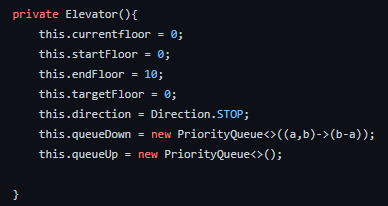 private Elevator(){
this.currentfloor = 0;
this.startFloor = 0;
this.endFloor = 10;
this.targetFloor = 0;
this.direction = Direction.STOP;
this.queueDown = new PriorityQueue<>((a,b)->(b-a));
this.queueUp = new PriorityQueue<>();
}